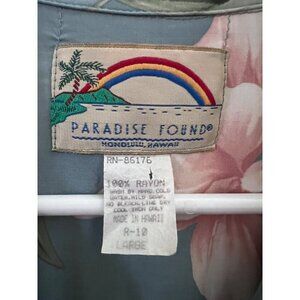 PARADISE FOUND®
HONOLULU, HAWAII
RN-86176
100% RAYON
WASH BY HAND COLD
WATER, MILD SOAP,
NO BLEACH, LINE DRY
COOL IRON ONLY
MADE IN HAWAII
R-10
LARGE